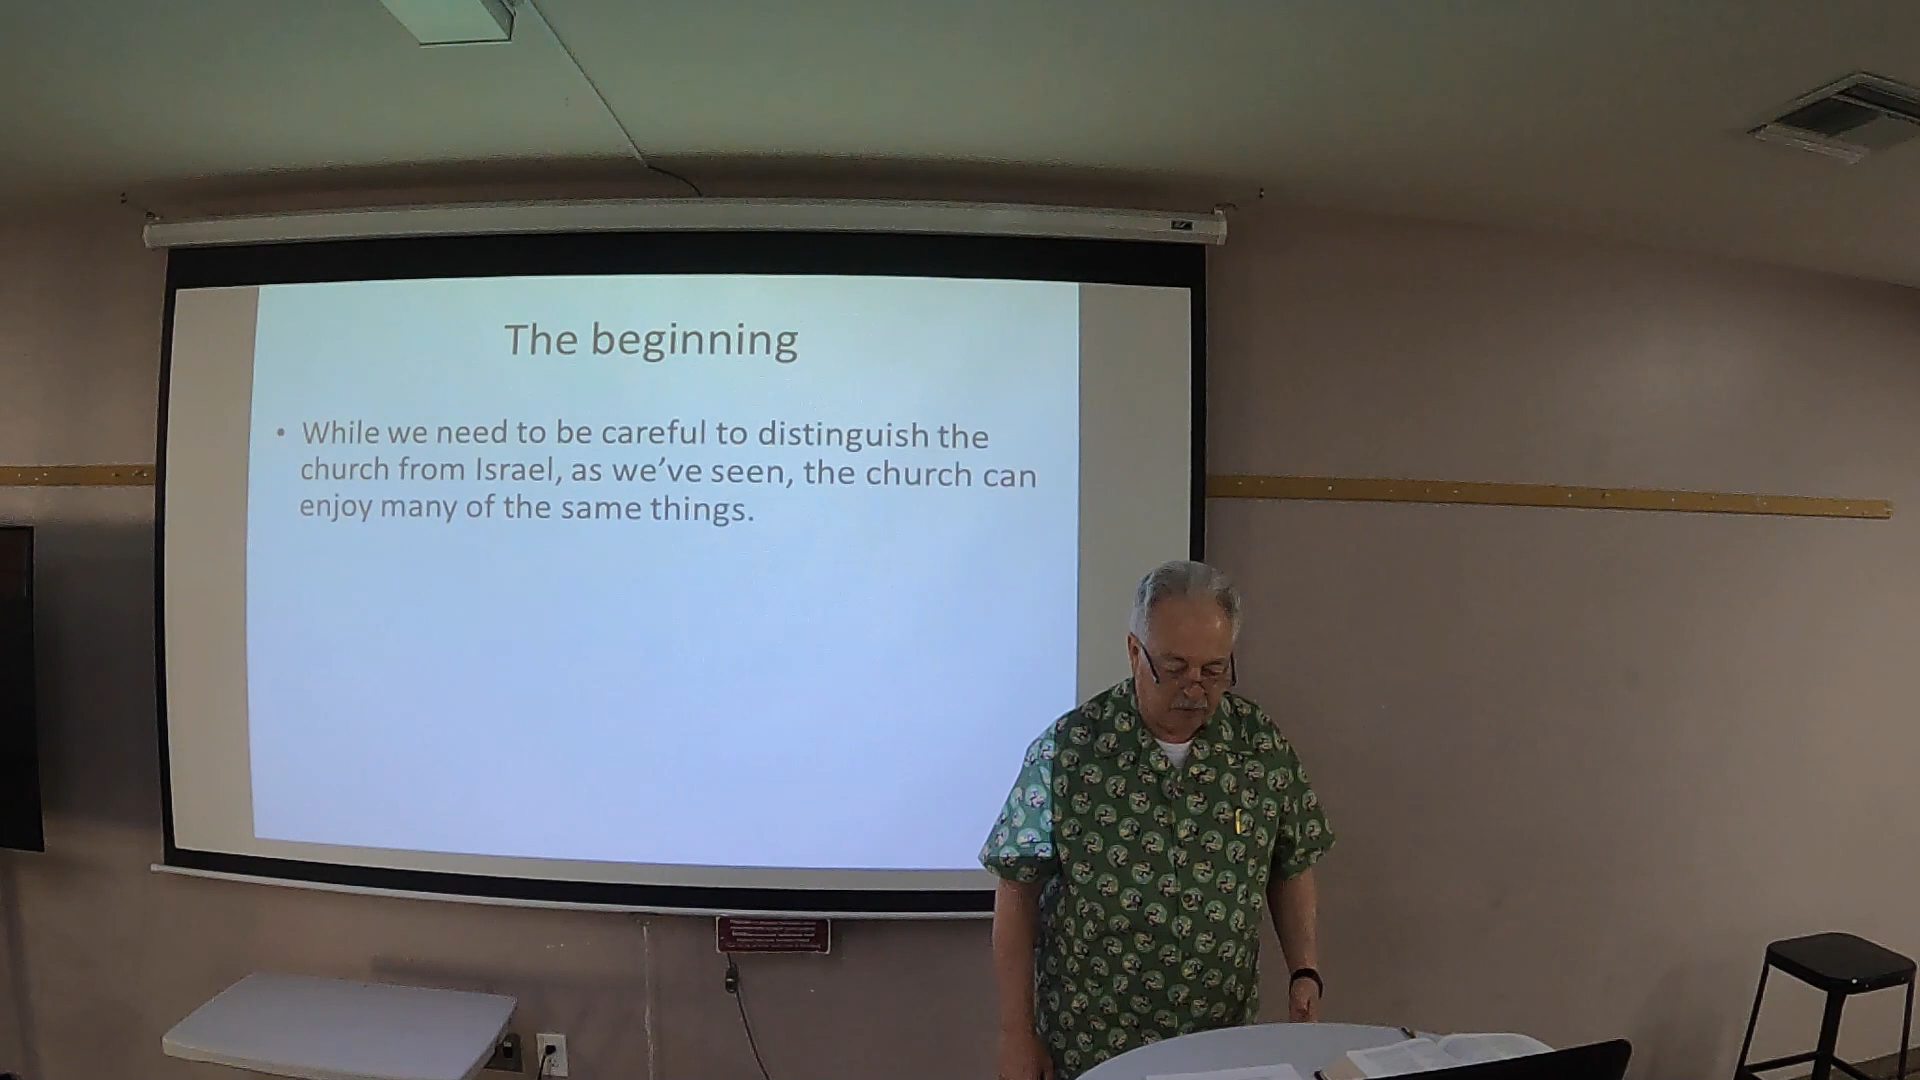 The beginning
• While we need to be careful to distinguish the
church from Israel, as we’ve seen, the church can
enjoy many of the same things.